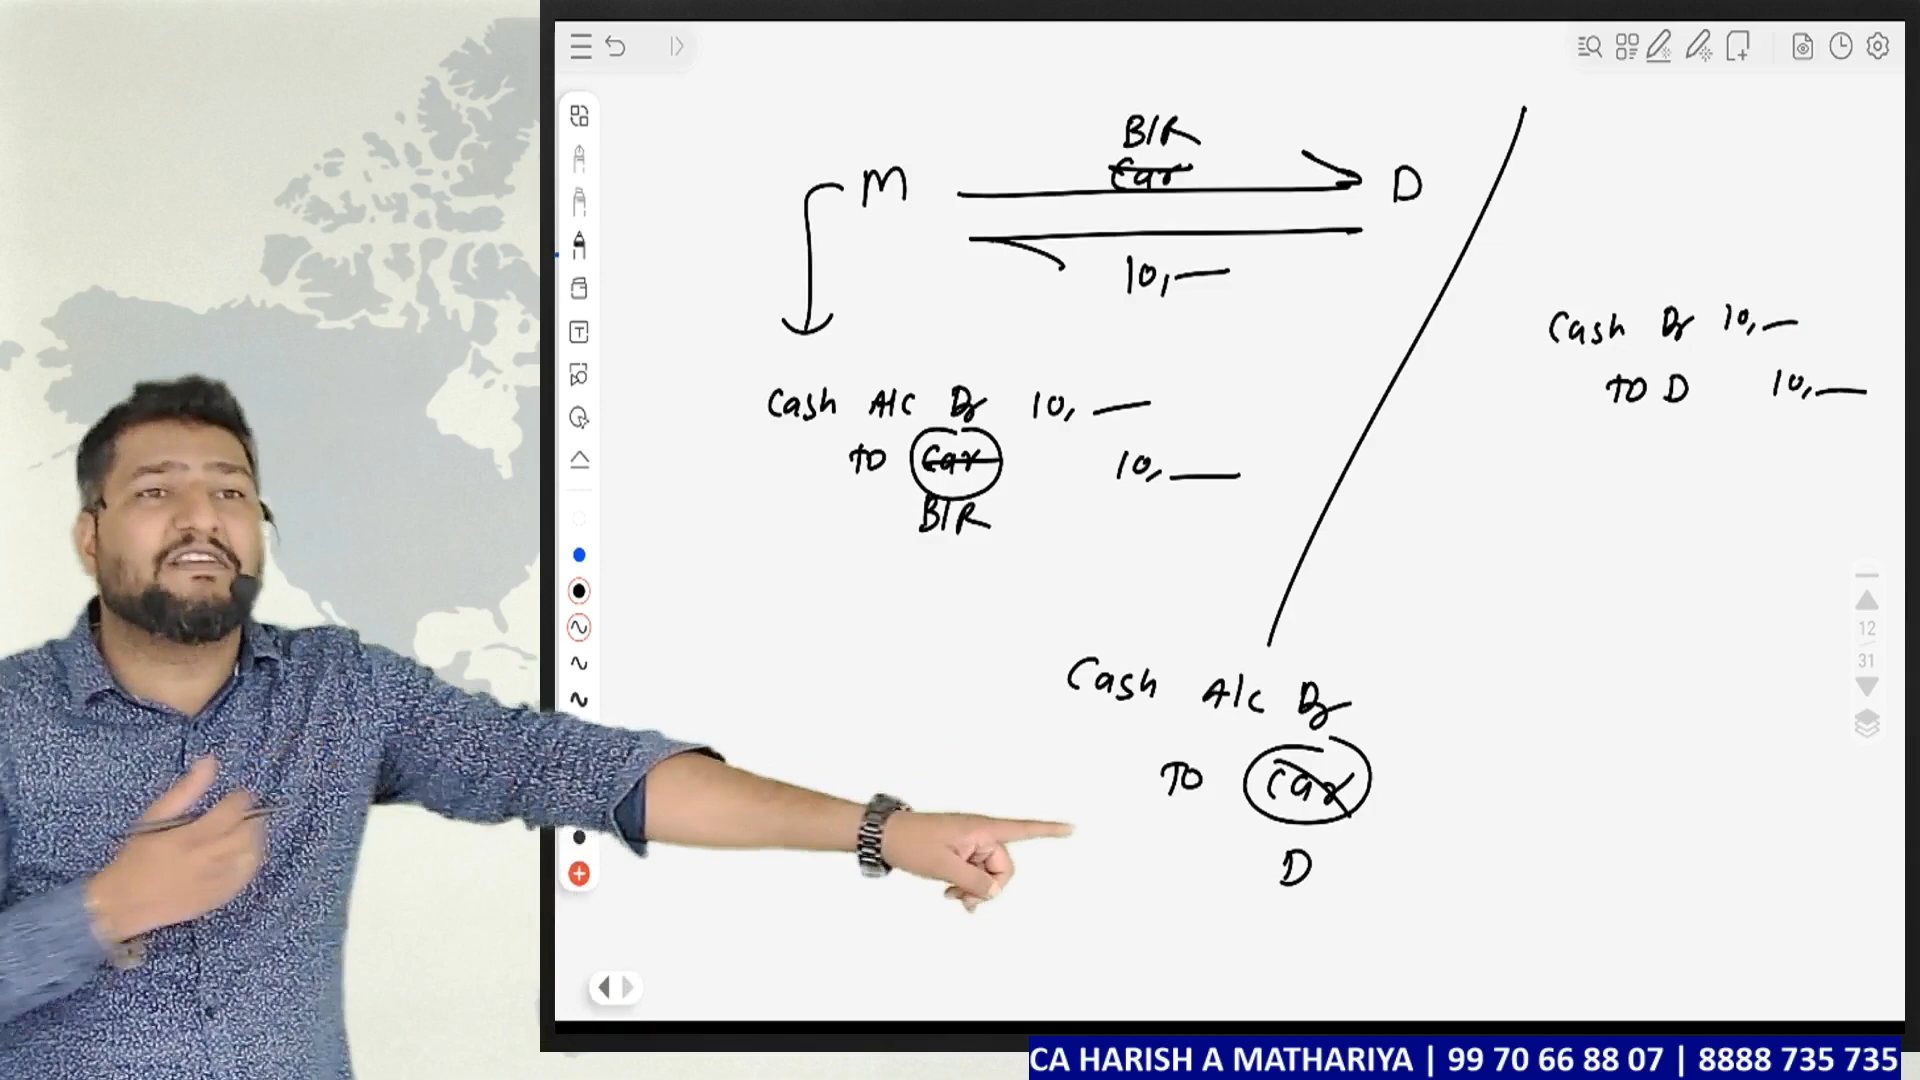 B/R
Car
M D
10,—
Cash A/c Dr 10,—
To Car 10,—
B/R
Cash Dr 10,—
To D 10,—
Cash A/c Dr
To Car
D
12
31
CA HARISH A MATHARIYA | 99 70 66 88 07 | 8888 735 735